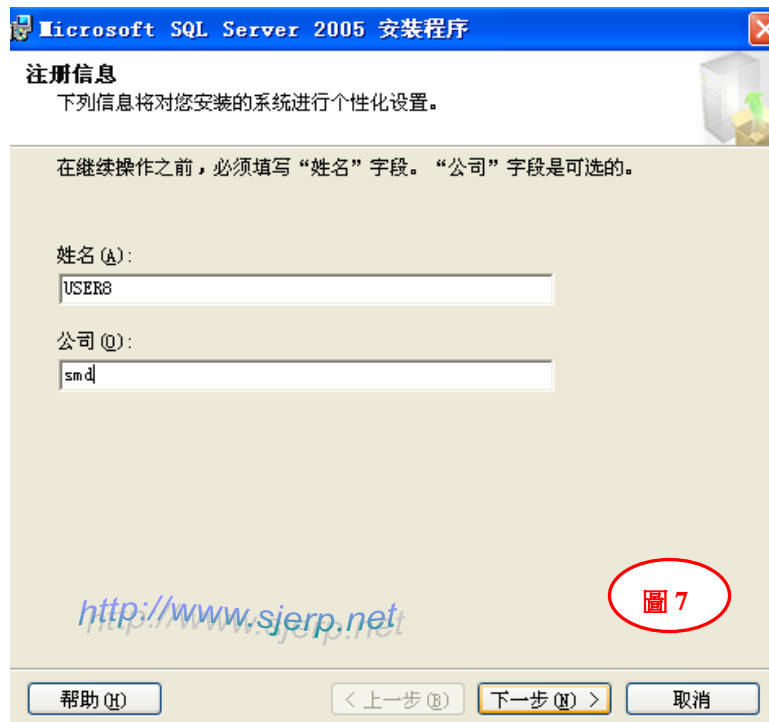 Microsoft SQL Server 2005 安装程序
注册信息
下列信息将对您安装的系统进行个性化设置。
在继续操作之前，必须填写“姓名”字段。“公司”字段是可选的。
姓名(A):
USER8
公司(O):
smd
圖 7
http://www.sjerp.net
帮助(H)
< 上一步(B)
下一步(N) >
取消